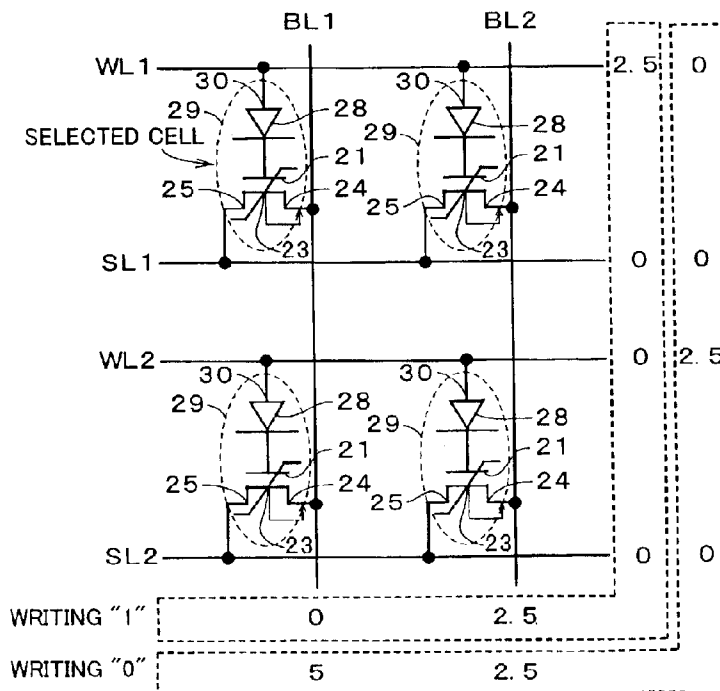 BL1 BL2
WL1 2.5 0
30 30
29 28 29 28
SELECTED CELL
21 21
25 24 25 24
23 23
SL1 0 0
WL2 0 2.5
30 30
29 28 29 28
21 21
25 24 25 24
23 23
SL2 0 0
WRITING "1" 0 2.5
WRITING "0" 5 2.5